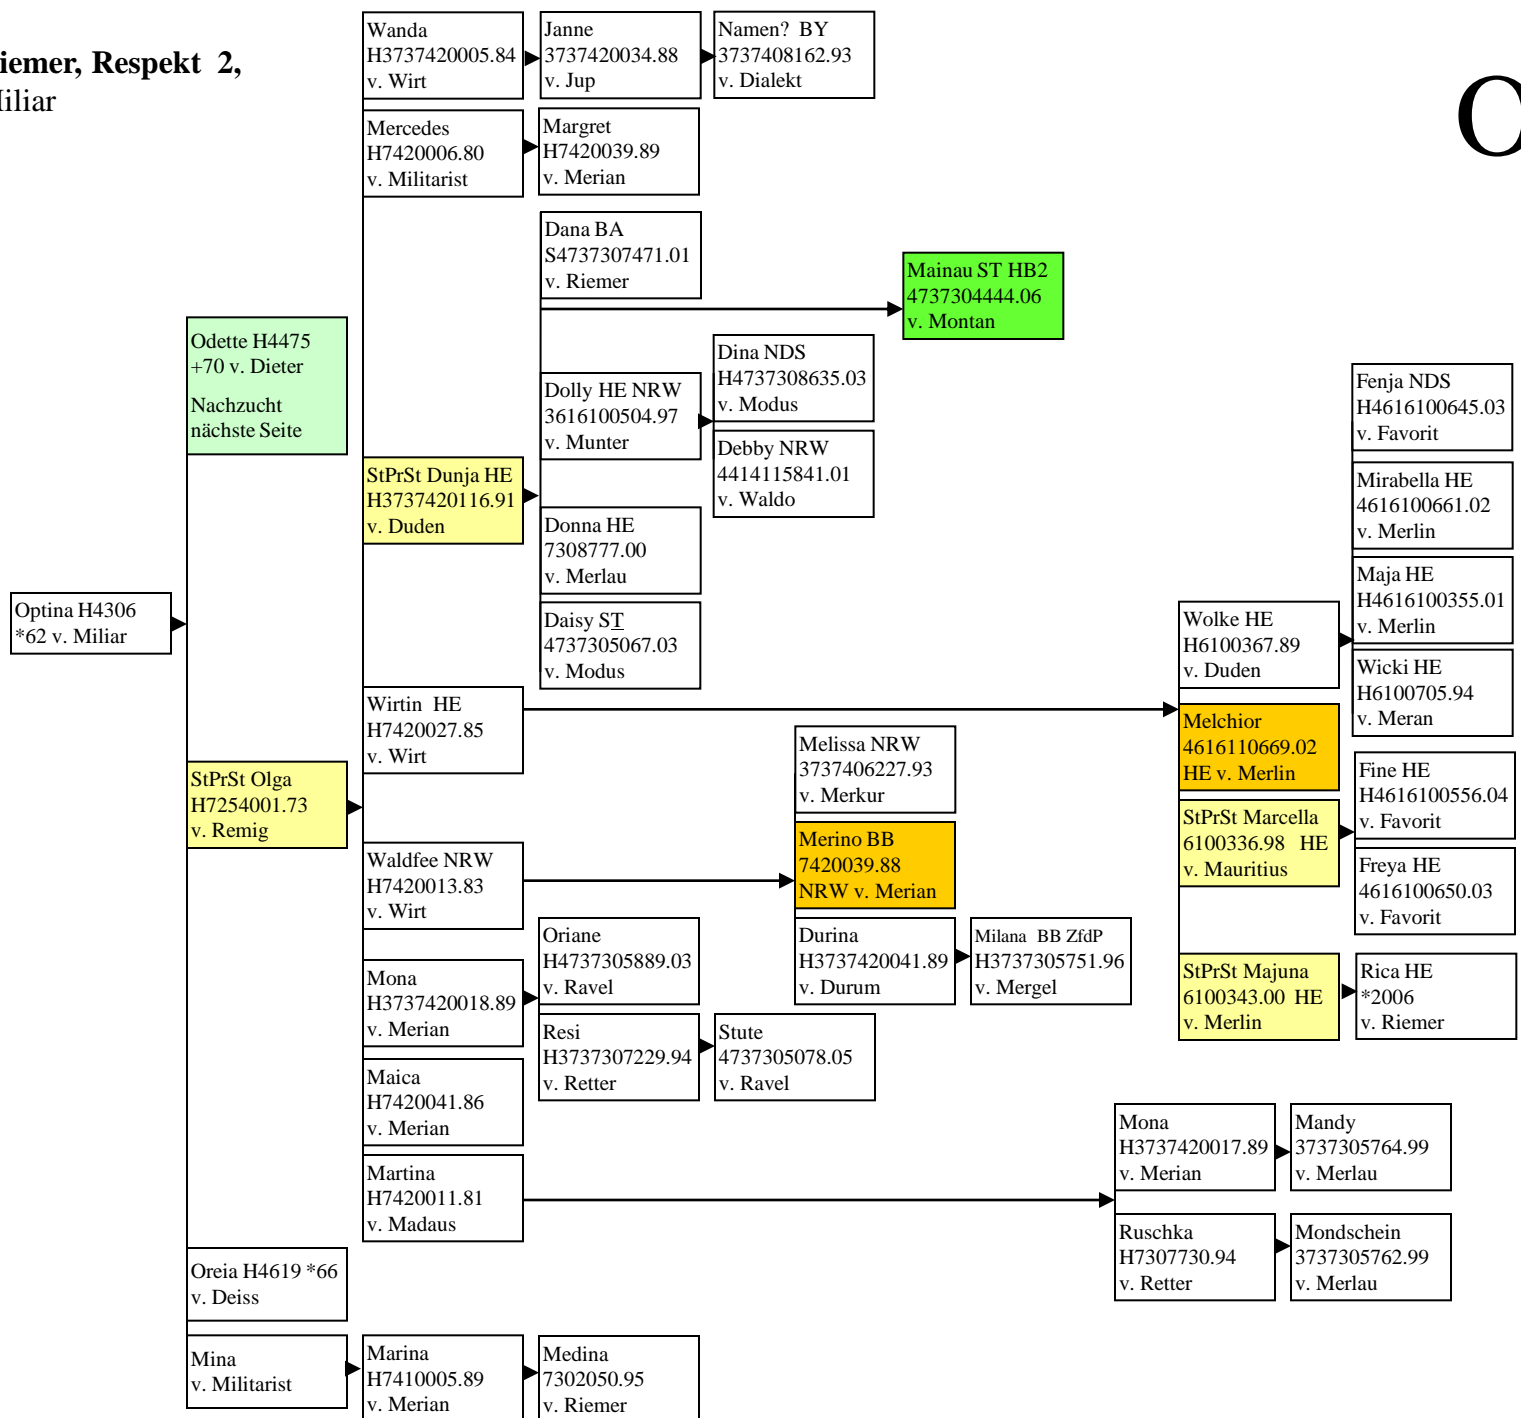 iemer, Respekt 2,
Iiliar
O
Wanda
H3737420005.84
v. Wirt
Janne
3737420034.88
v. Jup
Namen? BY
3737408162.93
v. Dialekt
Mercedes
H7420006.80
v. Militarist
Margret
H7420039.89
v. Merian
Dana BA
S4737307471.01
v. Riemer
Mainau ST HB2
4737304444.06
v. Montan
Odette H4475
+70 v. Dieter
Nachzucht
nächste Seite
Dolly HE NRW
3616100504.97
v. Munter
Dina NDS
H4737308635.03
v. Modus
Debby NRW
4414115841.01
v. Waldo
Fenja NDS
H4616100645.03
v. Favorit
StPrSt Dunja HE
H3737420116.91
v. Duden
Mirabella HE
4616100661.02
v. Merlin
Donna HE
7308777.00
v. Merlau
Maja HE
H4616100355.01
v. Merlin
Optina H4306
*62 v. Miliar
Daisy ST
4737305067.03
v. Modus
Wolke HE
H6100367.89
v. Duden
Wicki HE
H6100705.94
v. Meran
Wirtin HE
H7420027.85
v. Wirt
Melchior
4616110669.02
HE v. Merlin
StPrSt Olga
H7254001.73
v. Remig
Melissa NRW
3737406227.93
v. Merkur
Fine HE
H4616100556.04
v. Favorit
StPrSt Marcella
6100336.98 HE
v. Mauritius
Waldfee NRW
H7420013.83
v. Wirt
Merino BB
7420039.88
NRW v. Merian
Freya HE
4616100650.03
v. Favorit
Oriane
H4737305889.03
v. Ravel
Durina
H3737420041.89
v. Durum
Milana BB ZfdP
H3737305751.96
v. Mergel
StPrSt Majuna
6100343.00 HE
v. Merlin
Rica HE
*2006
v. Riemer
Mona
H3737420018.89
v. Merian
Resi
H3737307229.94
v. Retter
Stute
4737305078.05
v. Ravel
Maica
H7420041.86
v. Merian
Mona
H3737420017.89
v. Merian
Mandy
3737305764.99
v. Merlau
Martina
H7420011.81
v. Madaus
Ruschka
H7307730.94
v. Retter
Mondschein
3737305762.99
v. Merlau
Oreia H4619 *66
v. Deiss
Mina
v. Militarist
Marina
H7410005.89
v. Merian
Medina
7302050.95
v. Riemer